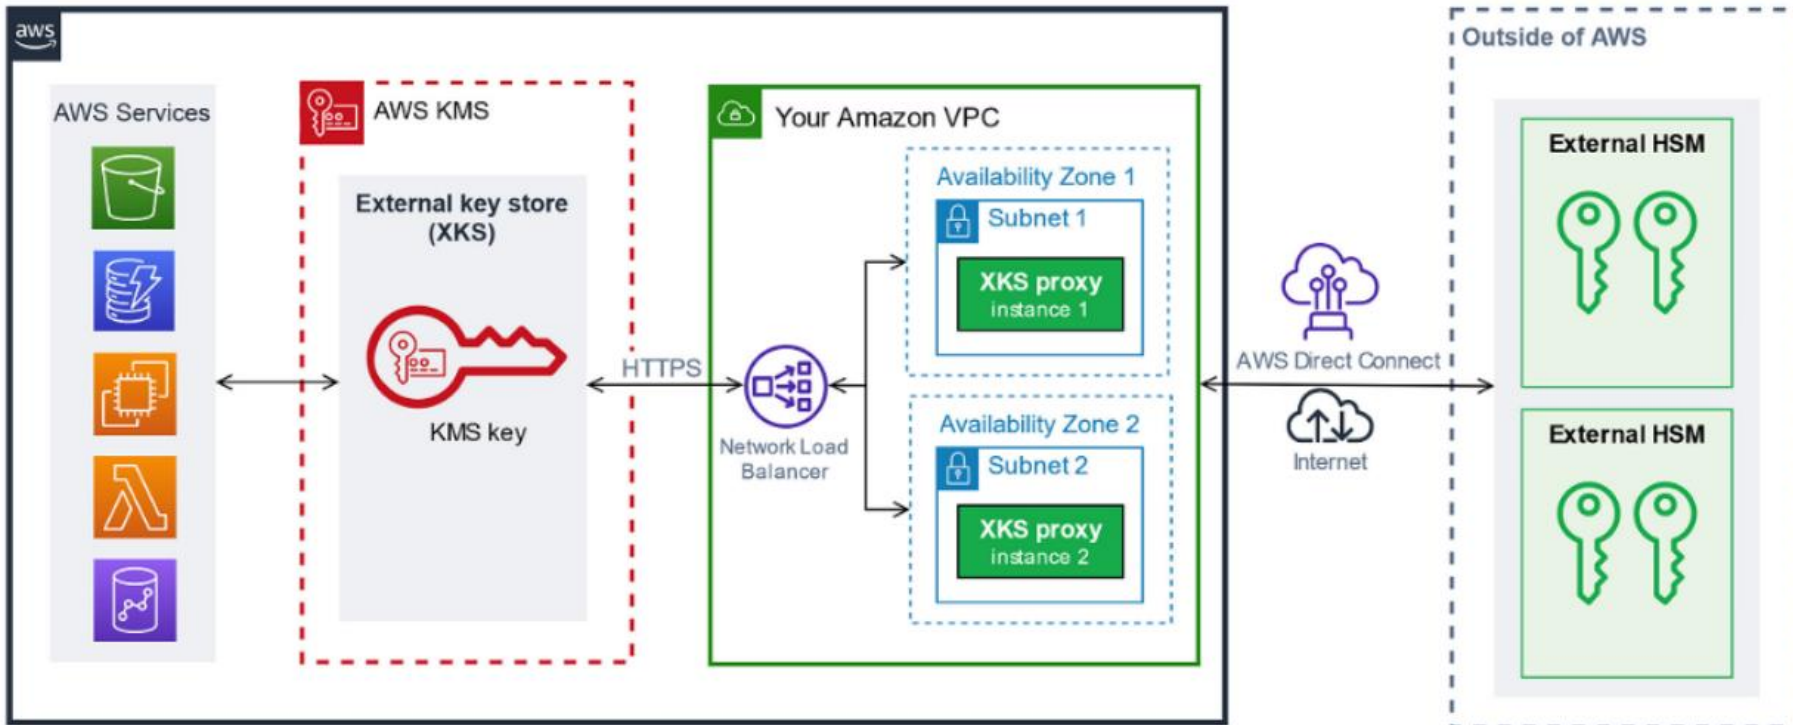 aws
AWS Services
AWS KMS
External key store
(XKS)
KMS key
HTTPS
Your Amazon VPC
Network Load
Balancer
Availability Zone 1
Subnet 1
XKS proxy
instance 1
Availability Zone 2
Subnet 2
XKS proxy
instance 2
AWS Direct Connect
Internet
Outside of AWS
External HSM
External HSM